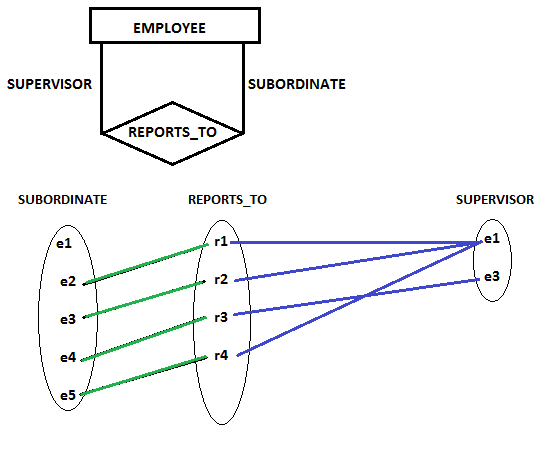 EMPLOYEE
SUPERVISOR SUBORDINATE
REPORTS_TO
SUBORDINATE REPORTS_TO SUPERVISOR
e1 r1 e1
e2 r2 e3
e3 r3
e4 r4
e5